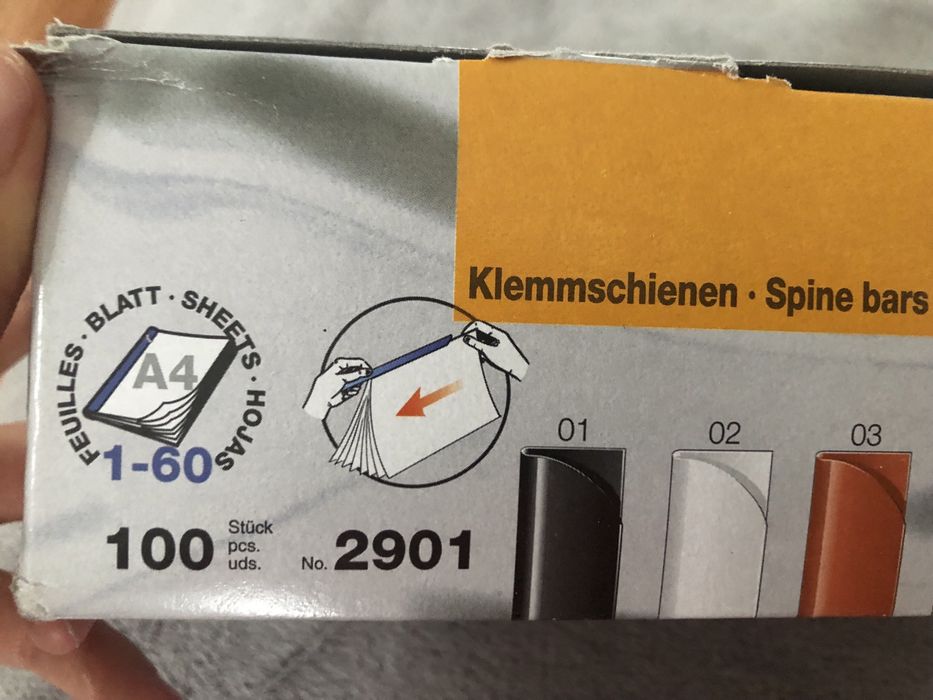 Klemmschienen · Spine bars
FEUILLES · BLATT · SHEETS · HOJAS
A4
1-60
01 02 03
100 Stück
pcs.
uds.
No. 2901